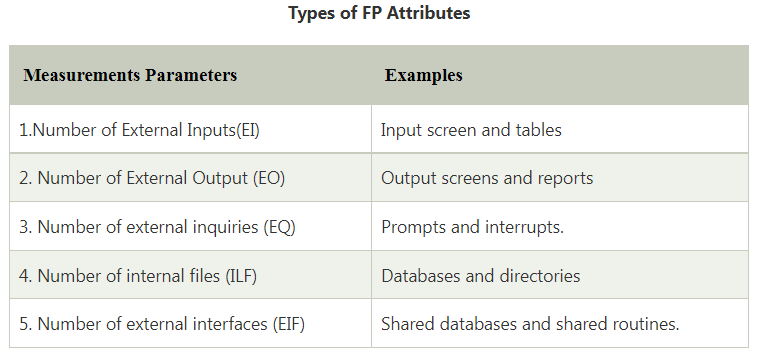 Types of FP Attributes
Measurements Parameters Examples
1.Number of External Inputs(EI) Input screen and tables
2. Number of External Output (EO) Output screens and reports
3. Number of external inquiries (EQ) Prompts and interrupts.
4. Number of internal files (ILF) Databases and directories
5. Number of external interfaces (EIF) Shared databases and shared routines.